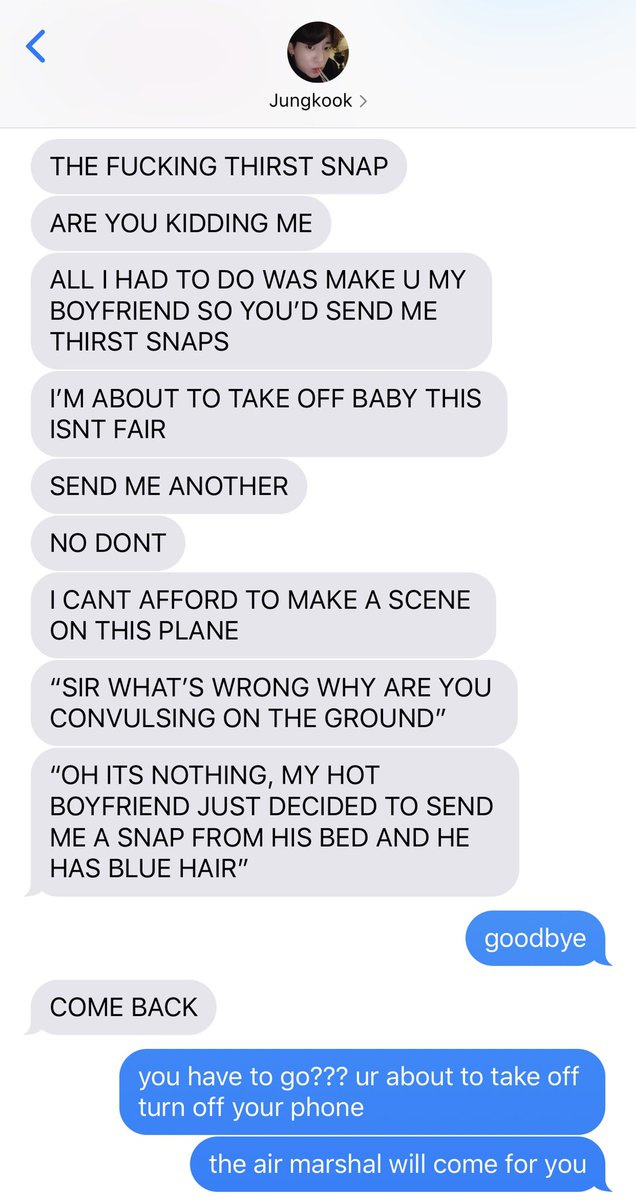 Jungkook
THE FUCKING THIRST SNAP
ARE YOU KIDDING ME
ALL I HAD TO DO WAS MAKE U MY
BOYFRIEND SO YOU’D SEND ME
THIRST SNAPS
I’M ABOUT TO TAKE OFF BABY THIS
ISNT FAIR
SEND ME ANOTHER
NO DONT
I CANT AFFORD TO MAKE A SCENE
ON THIS PLANE
“SIR WHAT’S WRONG WHY ARE YOU
CONVULSING ON THE GROUND”
“OH ITS NOTHING, MY HOT
BOYFRIEND JUST DECIDED TO SEND
ME A SNAP FROM HIS BED AND HE
HAS BLUE HAIR”
goodbye
COME BACK
you have to go??? ur about to take off
turn off your phone
the air marshal will come for you